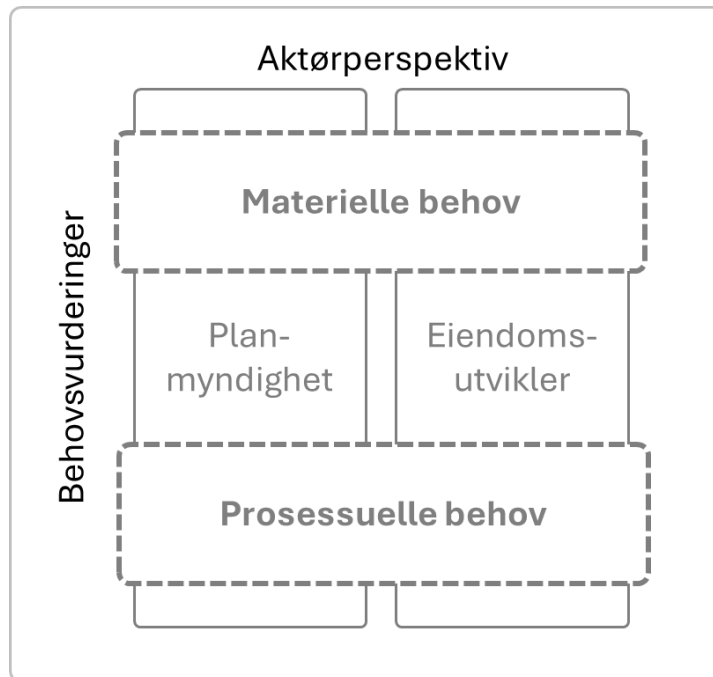 Aktørperspektiv
Behovsvurderinger
Materielle behov
Plan-
myndighet
Eiendoms-
utvikler
Prosessuelle behov